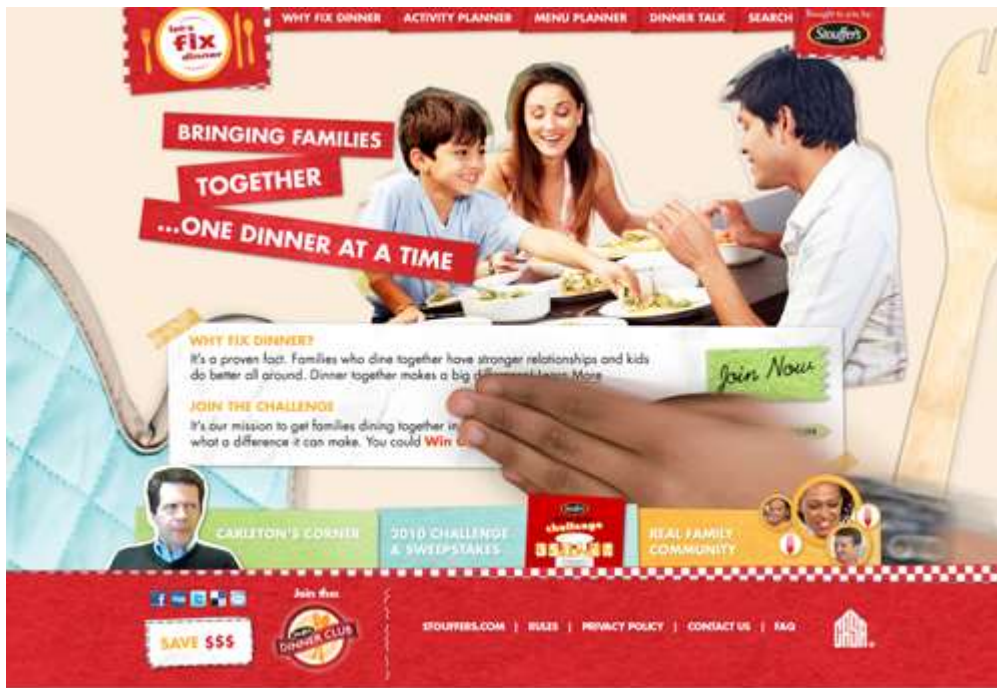 let's
fix
dinner
WHY FIX DINNER
ACTIVITY PLANNER
MENU PLANNER
DINNER TALK
SEARCH
Brought to you by:
Stouffer's
BRINGING FAMILIES
TOGETHER
...ONE DINNER AT A TIME
WHY FIX DINNER?
It's a proven fact. Families who dine together have stronger relationships and kids
do better all around. Dinner together makes a big Learn More
Join Now
JOIN THE CHALLENGE
It's our mission to get families dining together in
what a difference it can make. You could Win
CARLETON'S CORNER
2010 CHALLENGE
& SWEEPSTAKES
challenge
REAL FAMILY
COMMUNITY
SAVE $$$
Join the:
DINNER CLUB
STOUFFERS.COM | RULES | PRIVACY POLICY | CONTACT US | FAQ